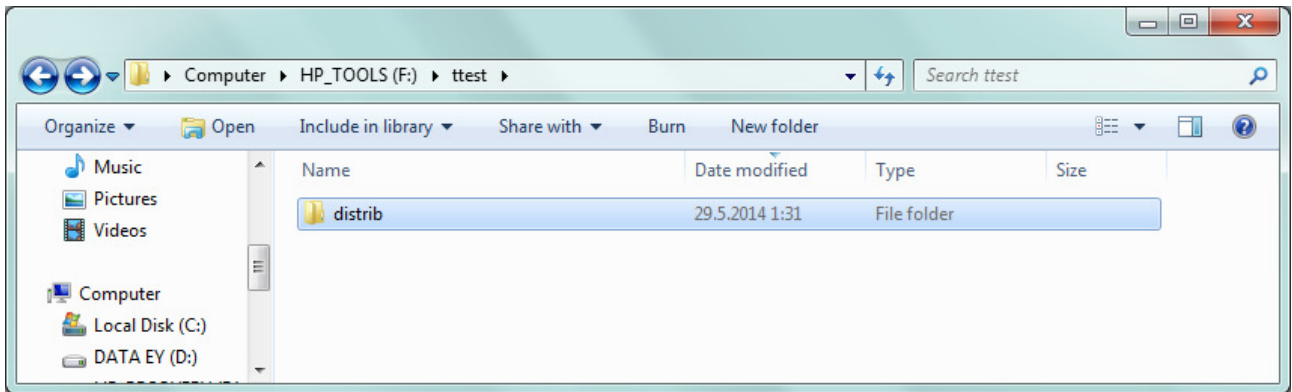 Computer HP_TOOLS (F:) ttest
Search ttest
Organize Open Include in library Share with Burn New folder
Music
Pictures
Videos
Computer
Local Disk (C:)
DATA EY (D:)
Name Date modified Type Size
distrib 29.5.2014 1:31 File folder